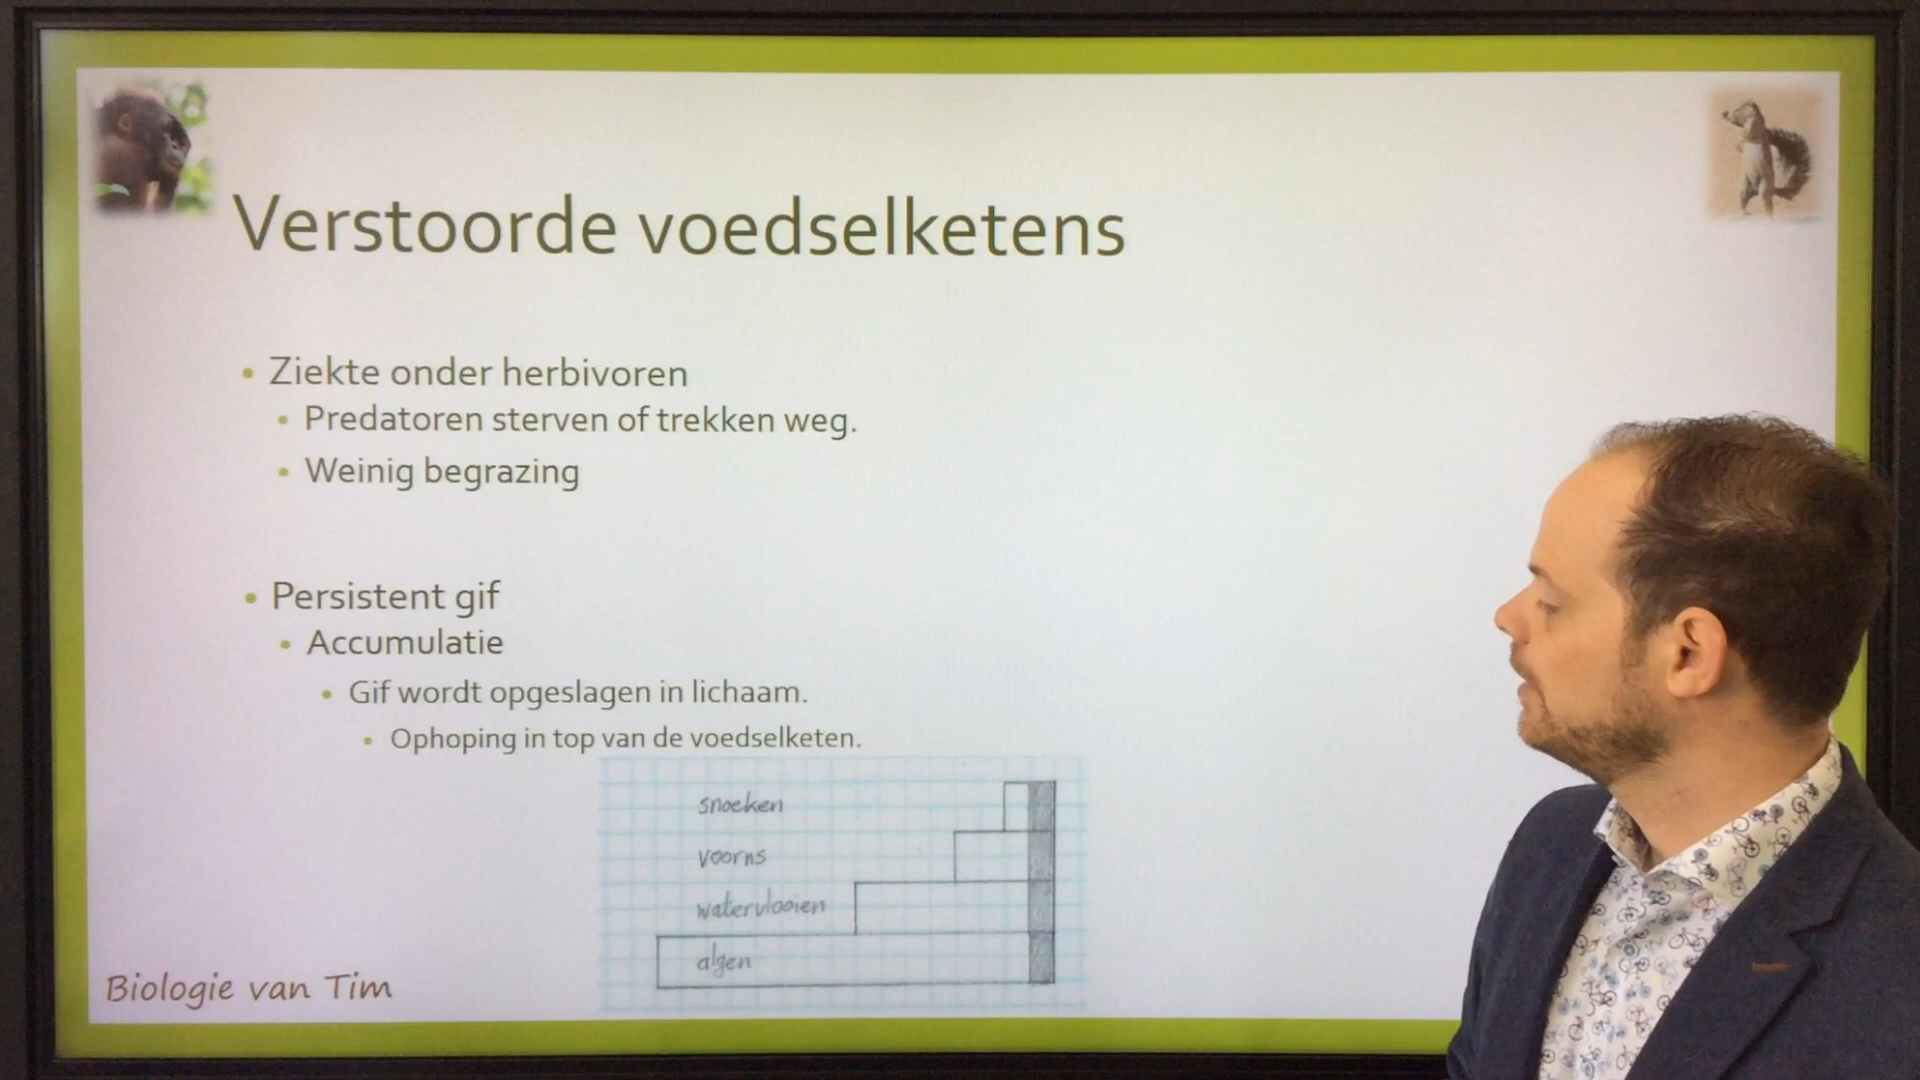 Verstoorde voedselketens
• Ziekte onder herbivoren
• Predatoren sterven of trekken weg.
• Weinig begrazing
• Persistent gif
• Accumulatie
• Gif wordt opgeslagen in lichaam.
• Ophoping in top van de voedselketen.
snoeken
voorns
watervlooien
algen
Biologie van Tim